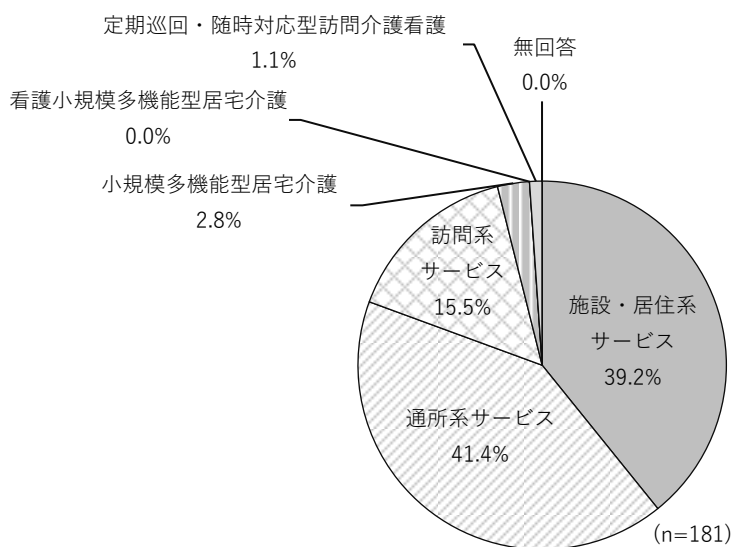 定期巡回・随時対応型訪問介護看護
1.1%
無回答
0.0%
看護小規模多機能型居宅介護
0.0%
小規模多機能型居宅介護
2.8%
訪問系
サービス
15.5%
施設・居住系
サービス
39.2%
通所系サービス
41.4%
(n=181)